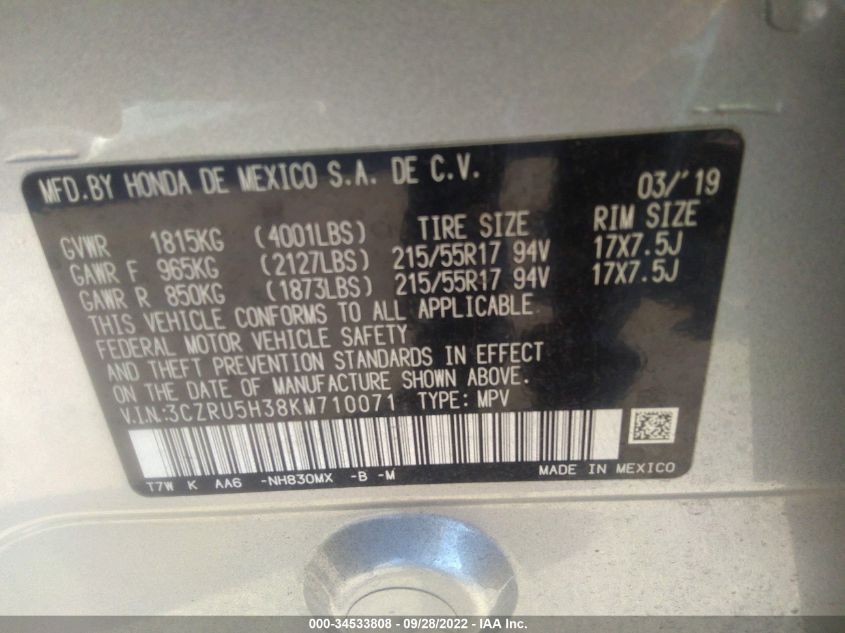 MFD.BY HONDA DE MEXICO S.A. DE C.V. 03/'19
TIRE SIZE RIM SIZE
GVWR 1815KG (4001LBS)
GAWR F 965KG (2127LBS) 215/55R17 94V 17X7.5J
GAWR R 850KG (1873LBS) 215/55R17 94V 17X7.5J
THIS VEHICLE CONFORMS TO ALL APPLICABLE
FEDERAL MOTOR VEHICLE SAFETY
AND THEFT PREVENTION STANDARDS IN EFFECT
ON THE DATE OF MANUFACTURE SHOWN ABOVE.
V.I.N.:3CZRU5H38KM710071 TYPE: MPV
T7W K AA6 -NH830MX -B -M MADE IN MEXICO
000-34533808 - 09/28/2022 - IAA Inc.